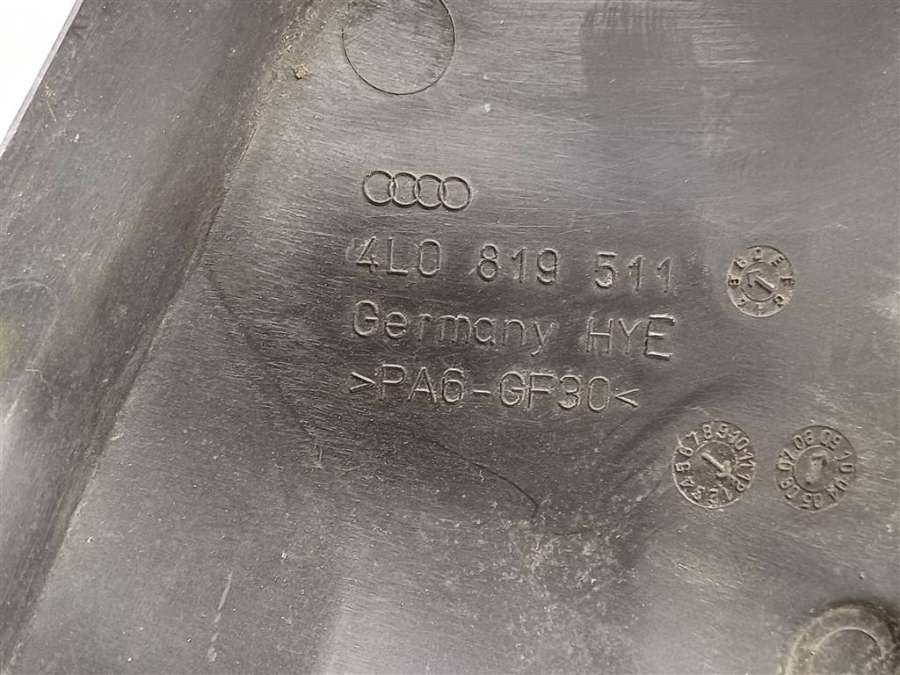 4L0 819 511
Germany HYE
>PA6-GF30<